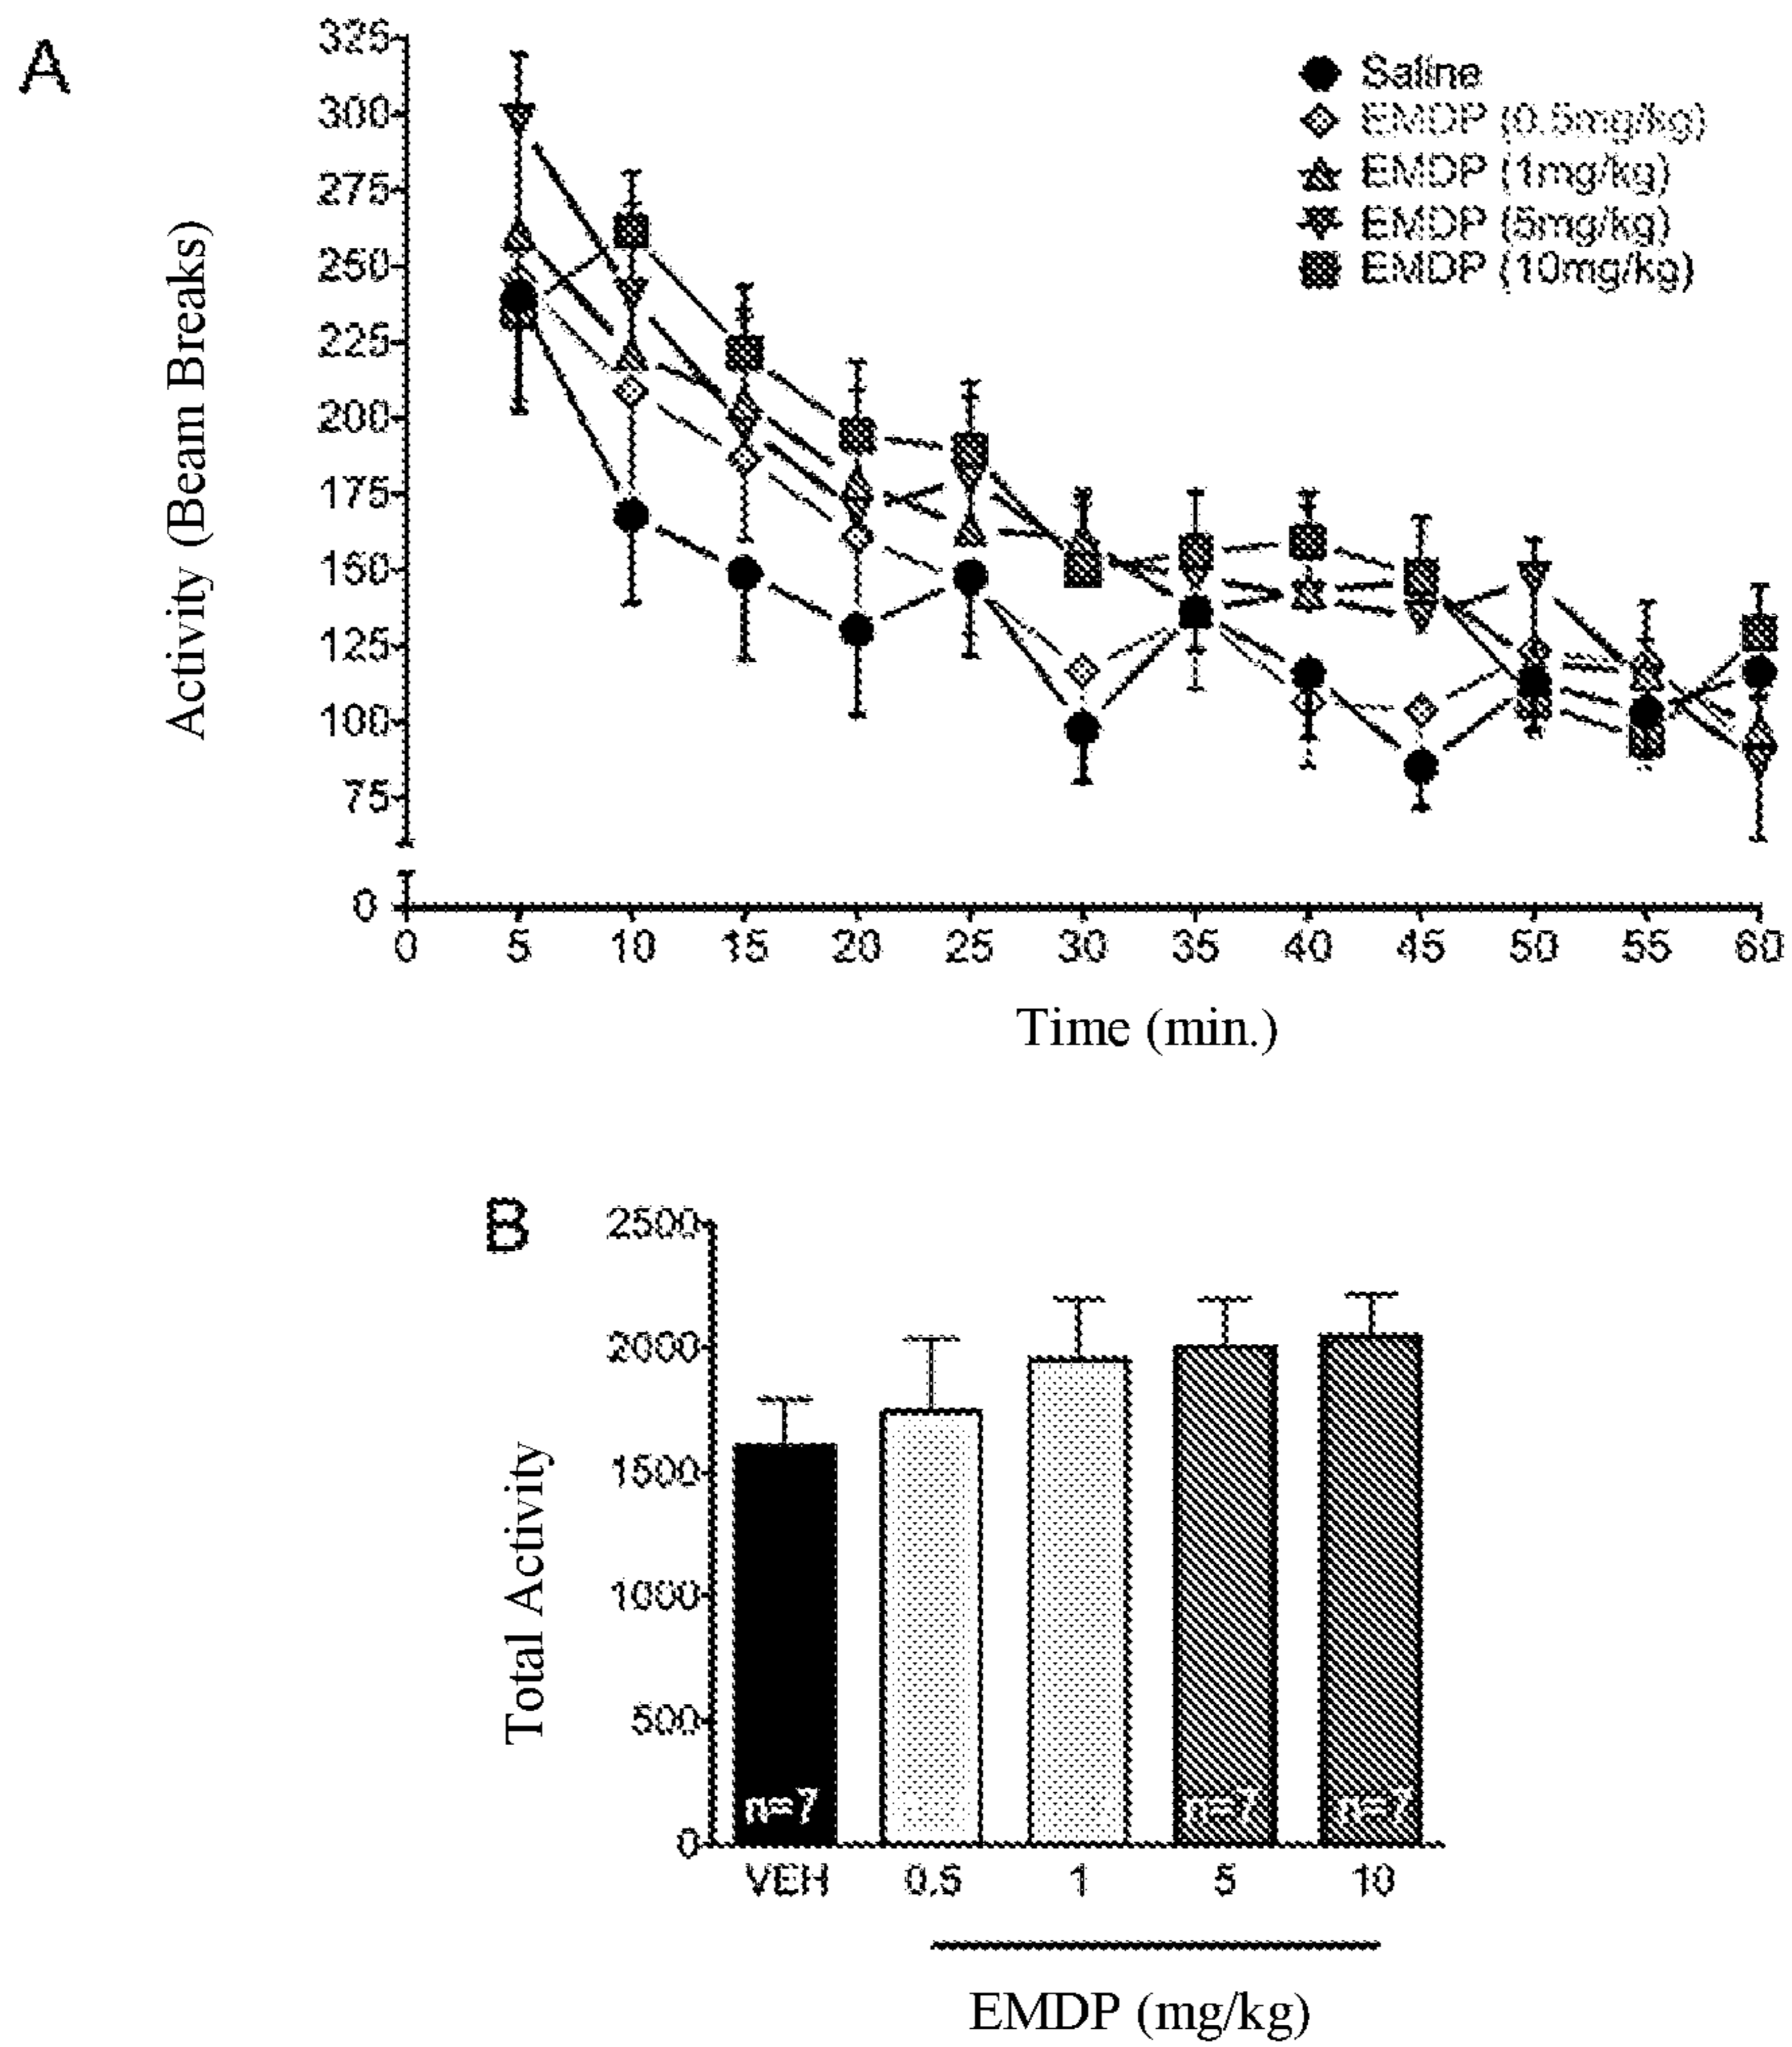 A
325
300
275
250
225
200
175
150
125
100
75
0
Activity (Beam Breaks)
Saline
EMDP (0.5mg/kg)
EMDP (1mg/kg)
EMDP (5mg/kg)
EMDP (10mg/kg)
0 5 10 15 20 25 30 35 40 45 50 55 60
Time (min.)
B
2500
2000
1500
1000
500
0
Total Activity
n=7 n=7 n=7
VEH 0.5 1 5 10
EMDP (mg/kg)